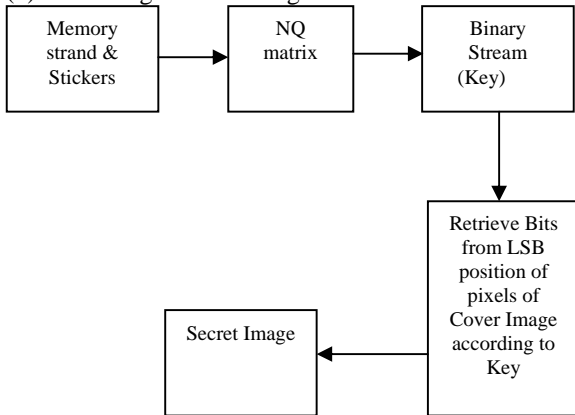 Memory
strand &
Stickers
NQ
matrix
Binary
Stream
(Key)
Retrieve Bits
from LSB
position of
pixels of
Cover Image
according to
Key
Secret Image